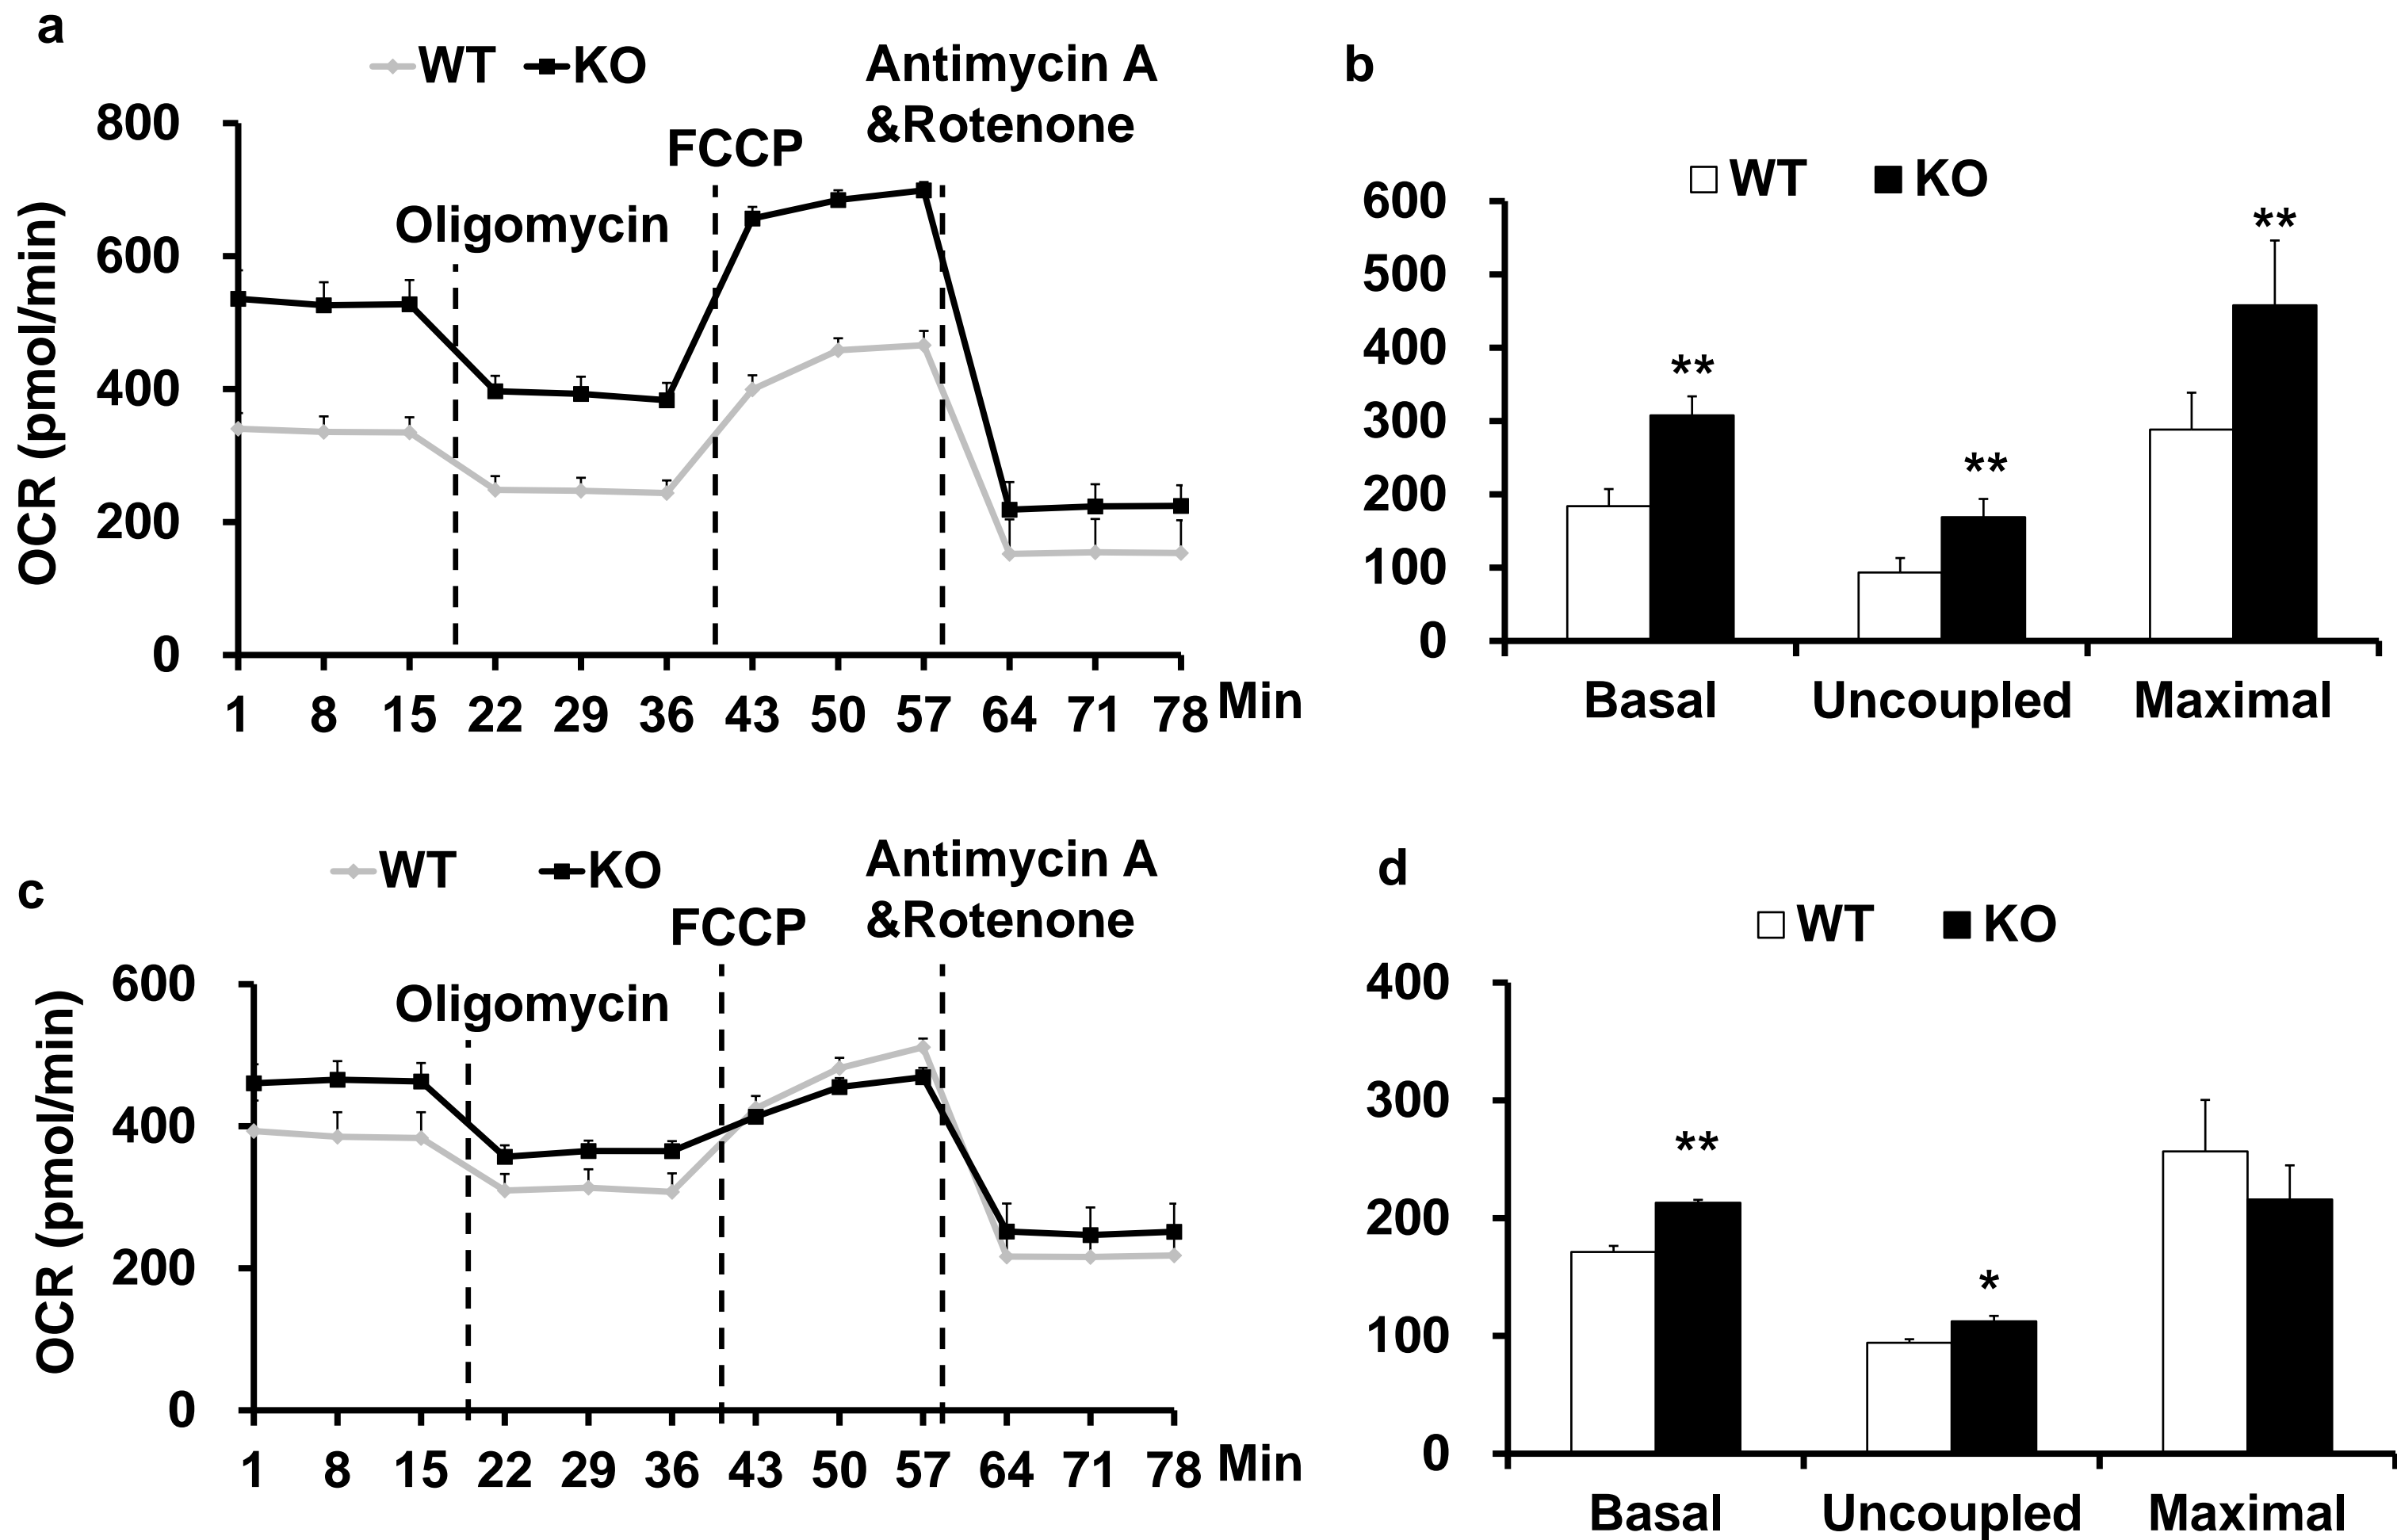 a
WT KO
Antimycin A
&Rotenone
FCCP
Oligomycin
OCR (pmol/min)
800
600
400
200
0
1 8 15 22 29 36 43 50 57 64 71 78 Min
b
WT KO
600
500
400
300
200
100
0
**
**
**
Basal Uncoupled Maximal
c
WT KO
Antimycin A
&Rotenone
FCCP
Oligomycin
OCR (pmol/min)
600
400
200
0
1 8 15 22 29 36 43 50 57 64 71 78 Min
d
WT KO
400
300
200
100
0
**
*
Basal Uncoupled Maximal